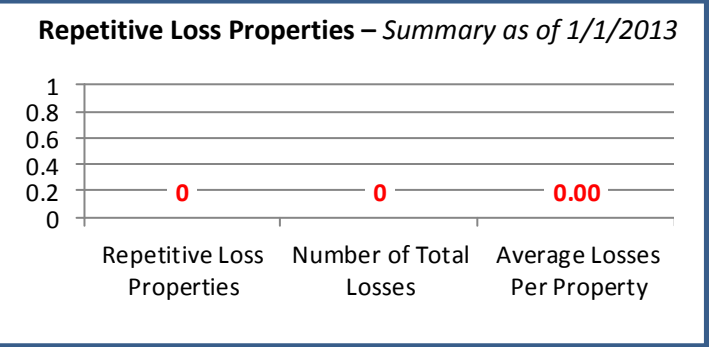 Repetitive Loss Properties – Summary as of 1/1/2013
1
0.8
0.6
0.4
0.2
0
0 0 0.00
Repetitive Loss Number of Total Average Losses
Properties Losses Per Property